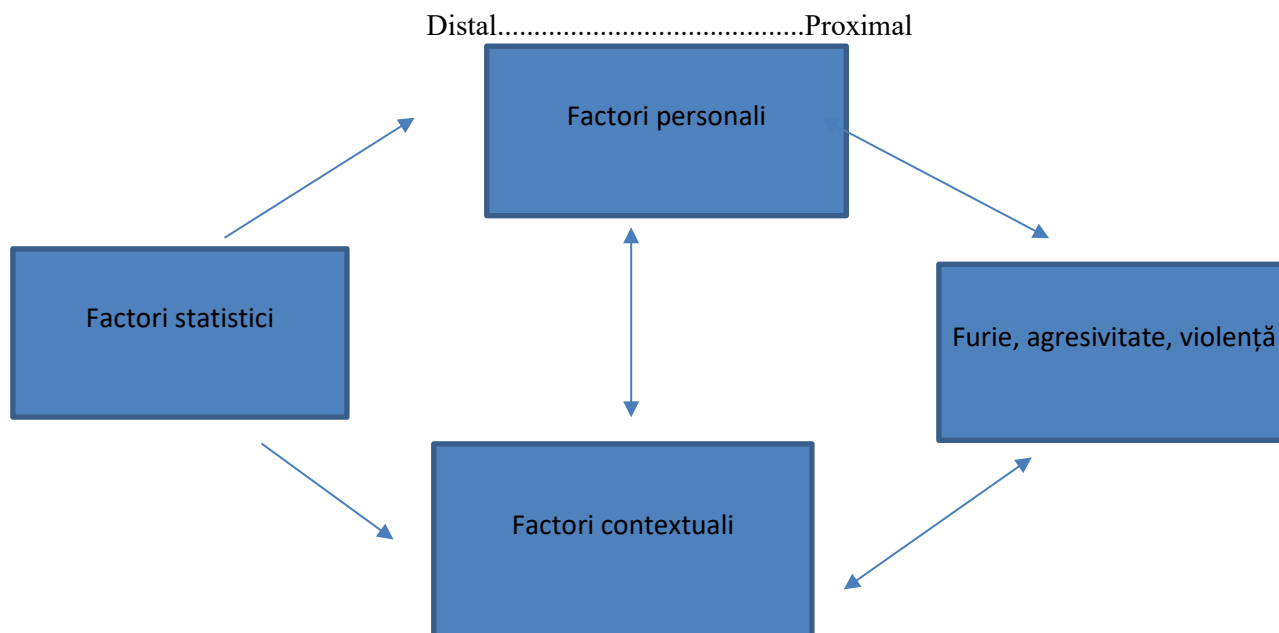 Distal.........................................Proximal
Factori personali
Factori statistici
Furie, agresivitate, violență
Factori contextuali